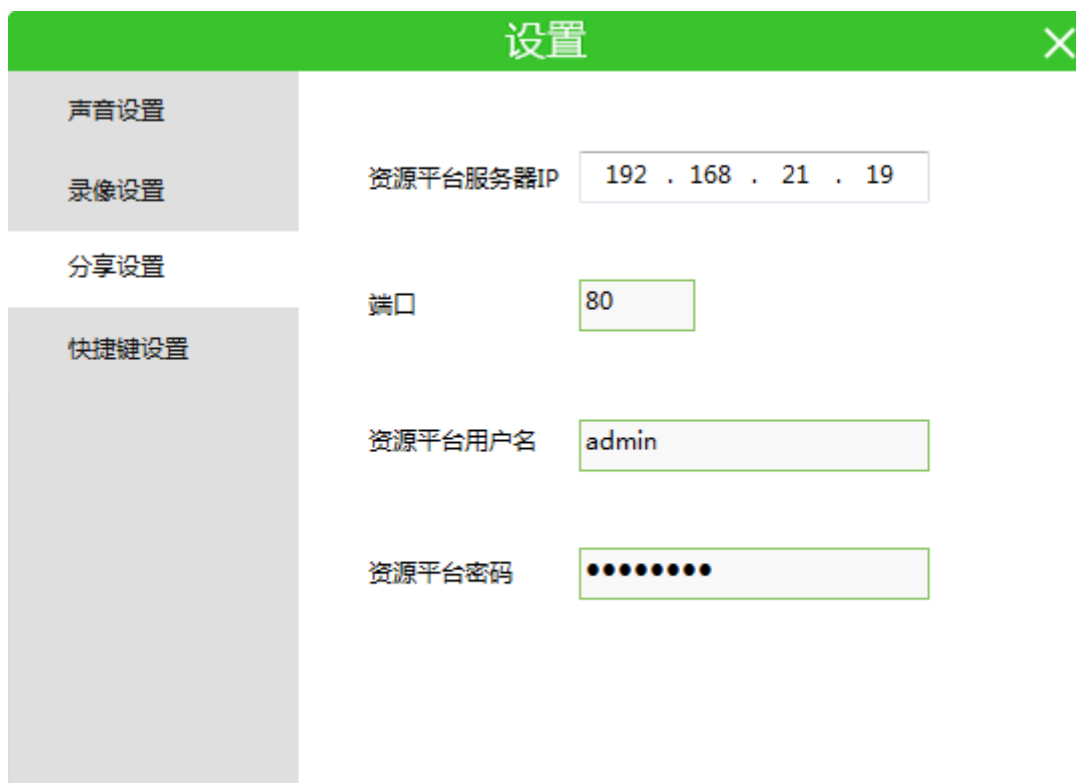 设置
声音设置
录像设置
分享设置
快捷键设置
资源平台服务器IP 192 . 168 . 21 . 19
端口 80
资源平台用户名 admin
资源平台密码 ●●●●●●●●